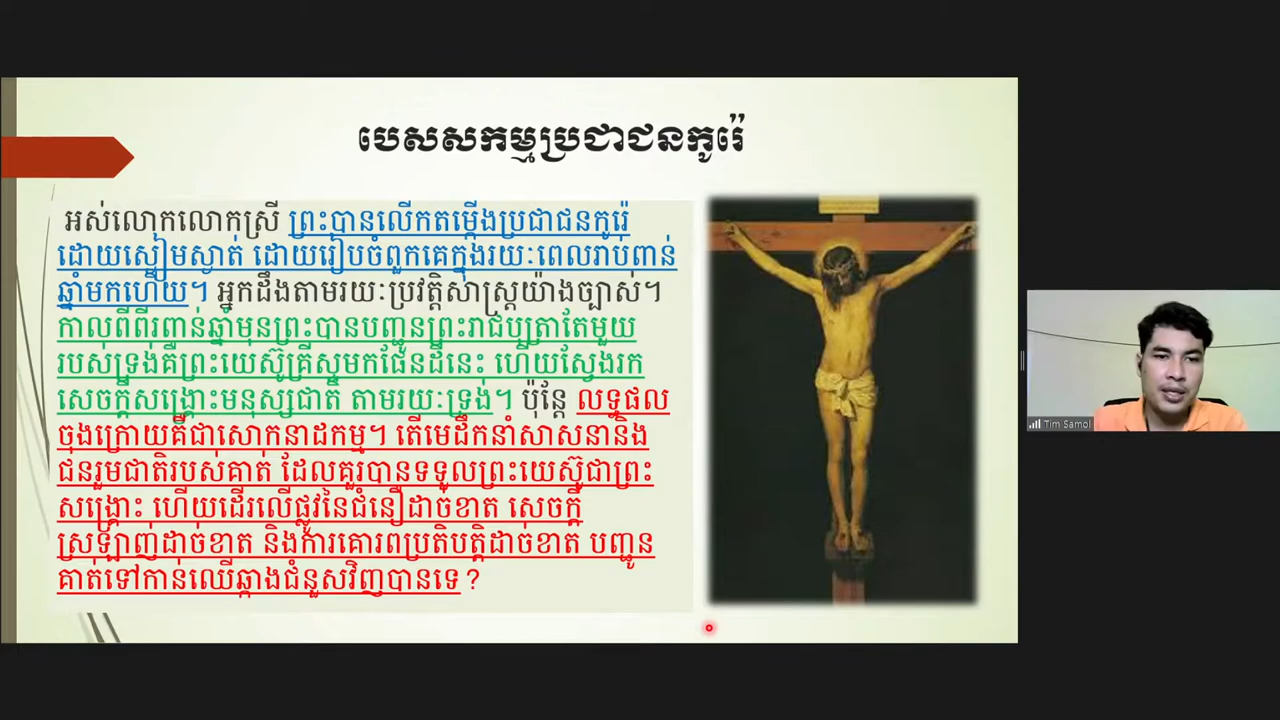 បេសសកម្មប្រជាជនកូរ៉េ
អស់លោកលោកស្រី ព្រះបានលើកតម្កើងប្រជាជនកូរ៉េ
ដោយស្ងៀមស្ងាត់ ដោយរៀបចំពួកគេក្នុងរយៈពេលរាប់ពាន់
ឆ្នាំមកហើយ។ អ្នកដឹងតាមរយៈប្រវត្តិសាស្ត្រយ៉ាងច្បាស់។
កាលពីពីរពាន់ឆ្នាំមុនព្រះបានបញ្ជូនព្រះរាជបុត្រាតែមួយ
របស់ទ្រង់គឺព្រះយេស៊ូគ្រីស្ទមកផែនដីនេះ ហើយស្វែងរក
សេចក្តីសង្គ្រោះមនុស្សជាតិ តាមរយៈទ្រង់។ ប៉ុន្តែ លទ្ធផល
ចុងក្រោយគឺជាសោកនាដកម្ម។ តើមេដឹកនាំសាសនានិង
ជនរួមជាតិរបស់គាត់ ដែលគួរបានទទួលព្រះយេស៊ូជាព្រះ
សង្គ្រោះ ហើយដើរលើផ្លូវនៃជំនឿដាច់ខាត សេចក្តី
ស្រឡាញ់ដាច់ខាត និងការគោរពប្រតិបត្តិដាច់ខាត បញ្ជូន
គាត់ទៅកាន់ឈើឆ្កាងជំនួសវិញបានទេ?
Tim Samol